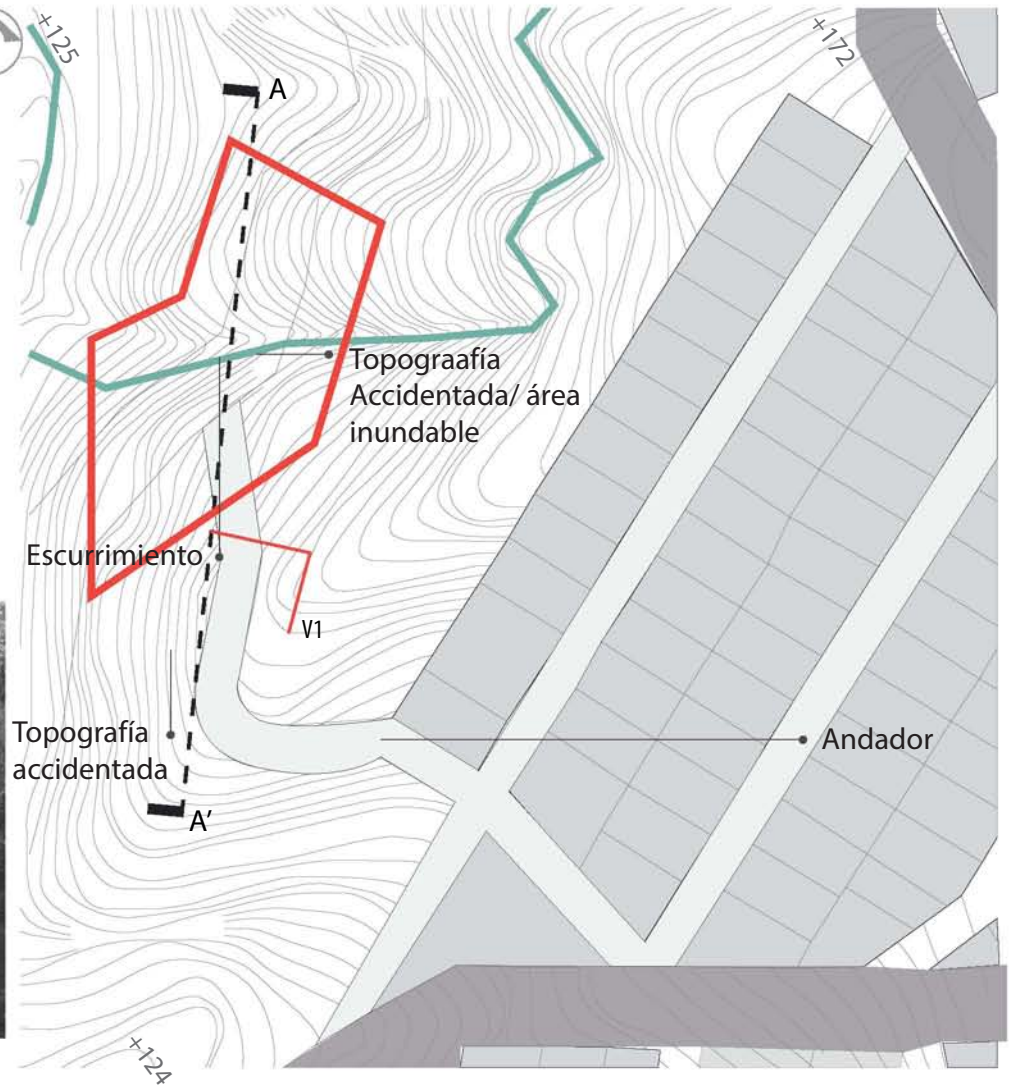 +125
+172
A
Topograafía
Accidentada/ área
inundable
Escurrimiento
V1
Topografía
accidentada
Andador
A'
+124